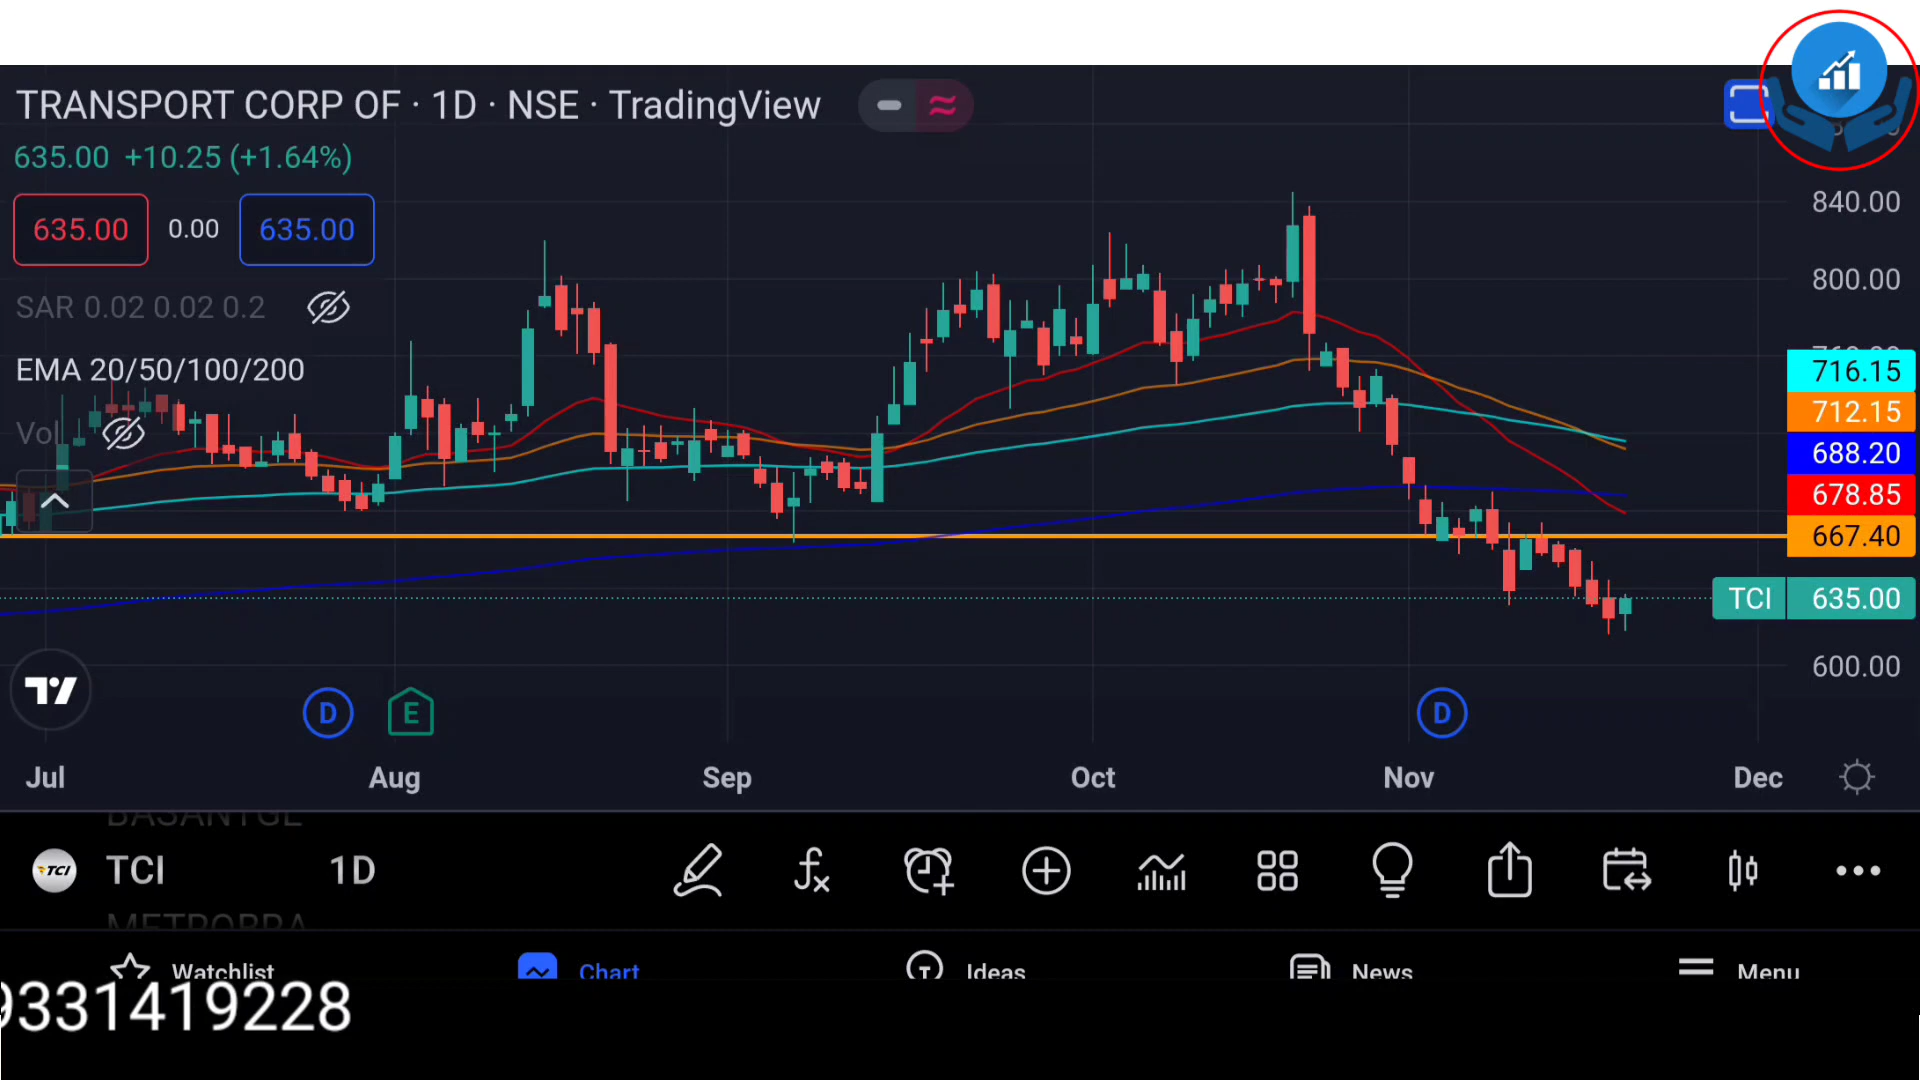 TRANSPORT CORP OF · 1D · NSE · TradingView
635.00 +10.25 (+1.64%)
635.00 0.00 635.00
SAR 0.02 0.02 0.2
EMA 20/50/100/200
Vol
840.00
800.00
716.15
712.15
688.20
678.85
667.40
TCI 635.00
600.00
D E D
Jul Aug Sep Oct Nov Dec
TCI 1D
TCI
Watchlist Chart Ideas News Menu
9331419228